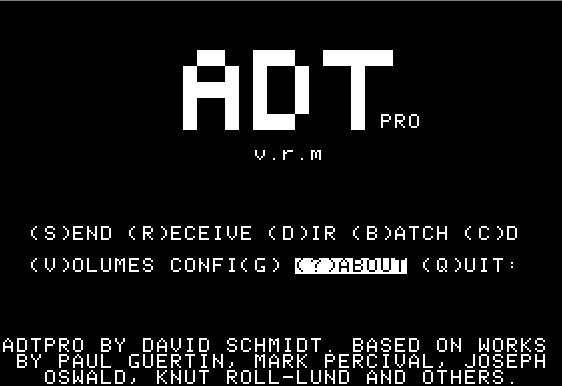 ADT PRO
v.r.m
(S)END (R)ECEIVE (D)IR (B)ATCH (C)D
(V)OLUMES CONFI(G) (?)ABOUT (Q)UIT:
ADTPRO BY DAVID SCHMIDT. BASED ON WORKS
BY PAUL GUERTIN, MARK PERCIVAL, JOSEPH
OSWALD, KNUT ROLL-LUND AND OTHERS